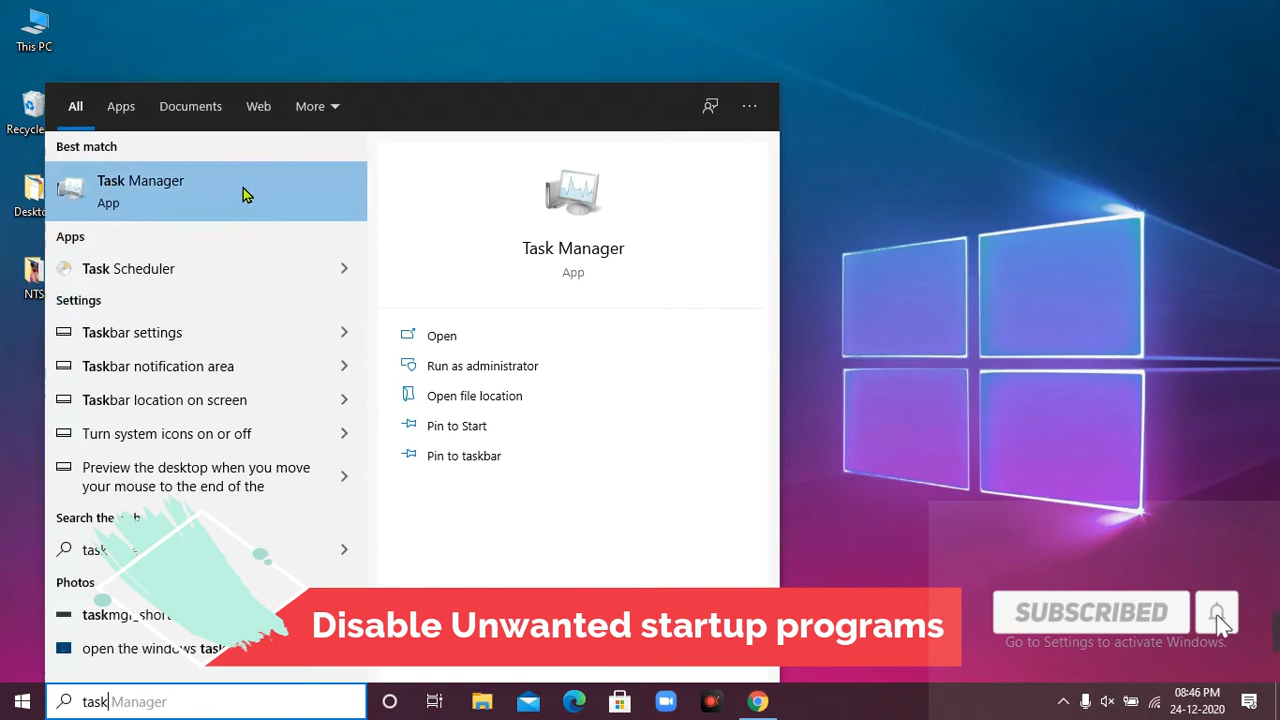 This PC
Recycle
Deskto
NTS
All
Apps
Documents
Web
More
Best match
Task Manager
App
Apps
Task Scheduler
Settings
Taskbar settings
Taskbar notification area
Taskbar location on screen
Turn system icons on or off
Preview the desktop when you move
your mouse to the end of the
Search the
task
Photos
taskmgr_short
open the windows task
Task Manager
App
Open
Run as administrator
Open file location
Pin to Start
Pin to taskbar
Disable Unwanted startup programs
SUBSCRIBED
Go to Settings to activate Windows.
task Manager
08:46 PM
24-12-2020